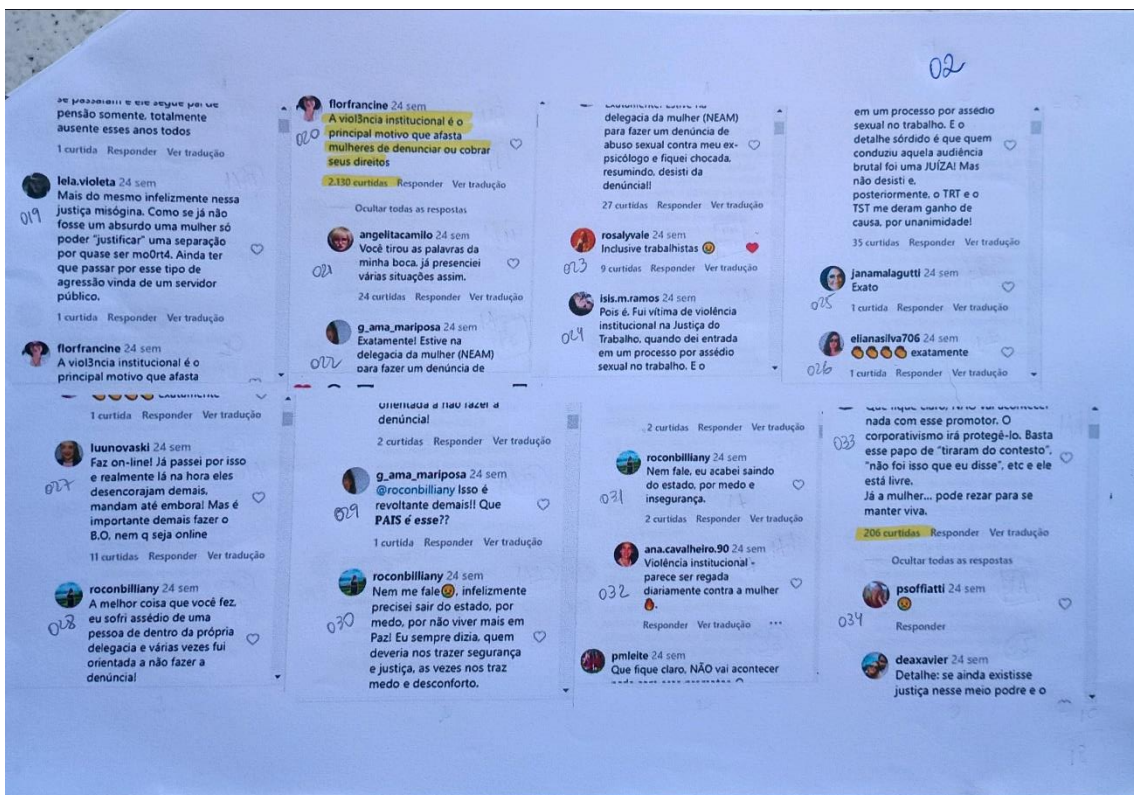 02
pensão somente, totalmente
ausente esses anos todos
1 curtida Responder Ver tradução
lela.violeta 24 sem
019
Mais do mesmo infelizmente nessa
justiça misógina. Como se já não
fosse um absurdo uma mulher só
poder "justificar" uma separação
por quase ser mo0rt4. Ainda ter
que passar por esse tipo de
agressão vinda de um servidor
público.
1 curtida Responder Ver tradução
florfrancine 24 sem
A viol3ncia institucional é o
principal motivo que afasta
florfrancine 24 sem
020
A viol3ncia institucional é o
principal motivo que afasta
mulheres de denunciar ou cobrar
seus direitos
2.130 curtidas Responder Ver tradução
Ocultar todas as respostas
angelitacamilo 24 sem
021
Você tirou as palavras da
minha boca, já presenciei
várias situações assim.
24 curtidas Responder Ver tradução
g_ama_mariposa 24 sem
022
Exatamente! Estive na
delegacia da mulher (NEAM)
para fazer um denúncia de
Exatamente! Estive na
delegacia da mulher (NEAM)
para fazer um denúncia de
abuso sexual contra meu ex-
psicólogo e fiquei chocada,
resumindo, desisti da
denúncia!!
27 curtidas Responder Ver tradução
rosalyvale 24 sem
023
Inclusive trabalhistas
9 curtidas Responder Ver tradução
isis.m.ramos 24 sem
024
Pois é. Fui vítima de violência
institucional na Justiça do
Trabalho, quando dei entrada
em um processo por assédio
sexual no trabalho. E o
em um processo por assédio
sexual no trabalho. E o
detalhe sórdido é que quem
conduziu aquela audiência
brutal foi uma JUÍZA! Mas
não desisti e,
posteriormente, o TRT e o
TST me deram ganho de
causa, por unanimidade!
35 curtidas Responder Ver tradução
janamalagutti 24 sem
025
Exato
1 curtida Responder Ver tradução
elianasilva706 24 sem
026
👏👏👏👏 exatamente
1 curtida Responder Ver tradução
1 curtida Responder Ver tradução
luunovaski 24 sem
027
Faz on-line! Já passei por isso
e realmente lá na hora eles
desencorajam demais,
mandam até embora! Mas é
importante demais fazer o
B.O, nem q seja online
11 curtidas Responder Ver tradução
roconbilliany 24 sem
028
A melhor coisa que você fez,
eu sofri assédio de uma
pessoa de dentro da própria
delegacia e várias vezes fui
orientada a não fazer a
denúncia!
orientada a não fazer a
denúncia!
2 curtidas Responder Ver tradução
g_ama_mariposa 24 sem
029
@roconbilliany Isso é
revoltante demais!! Que
PAIS é esse??
1 curtida Responder Ver tradução
roconbilliany 24 sem
030
Nem me fale, infelizmente
precisei sair do estado, por
medo, por não viver mais em
Paz! Eu sempre dizia, quem
deveria nos trazer segurança
e justiça, as vezes nos traz
medo e desconforto.
2 curtidas Responder Ver tradução
roconbilliany 24 sem
031
Nem fale, eu acabei saindo
do estado, por medo e
insegurança.
2 curtidas Responder Ver tradução
ana.cavalheiro.90 24 sem
032
Violência institucional -
parece ser regada
diariamente contra a mulher
🔥.
Responder Ver tradução
pmleite 24 sem
Que fique claro, NÃO vai acontecer
Que fique claro, NÃO vai acontecer
033
nada com esse promotor. O
corporativismo irá protegê-lo. Basta
esse papo de "tiraram do contesto",
"não foi isso que eu disse", etc e ele
está livre.
Já a mulher... pode rezar para se
manter viva.
206 curtidas Responder Ver tradução
Ocultar todas as respostas
psoffiatti 24 sem
034
Responder
deaxavier 24 sem
Detalhe: se ainda existisse
justiça nesse meio podre e o